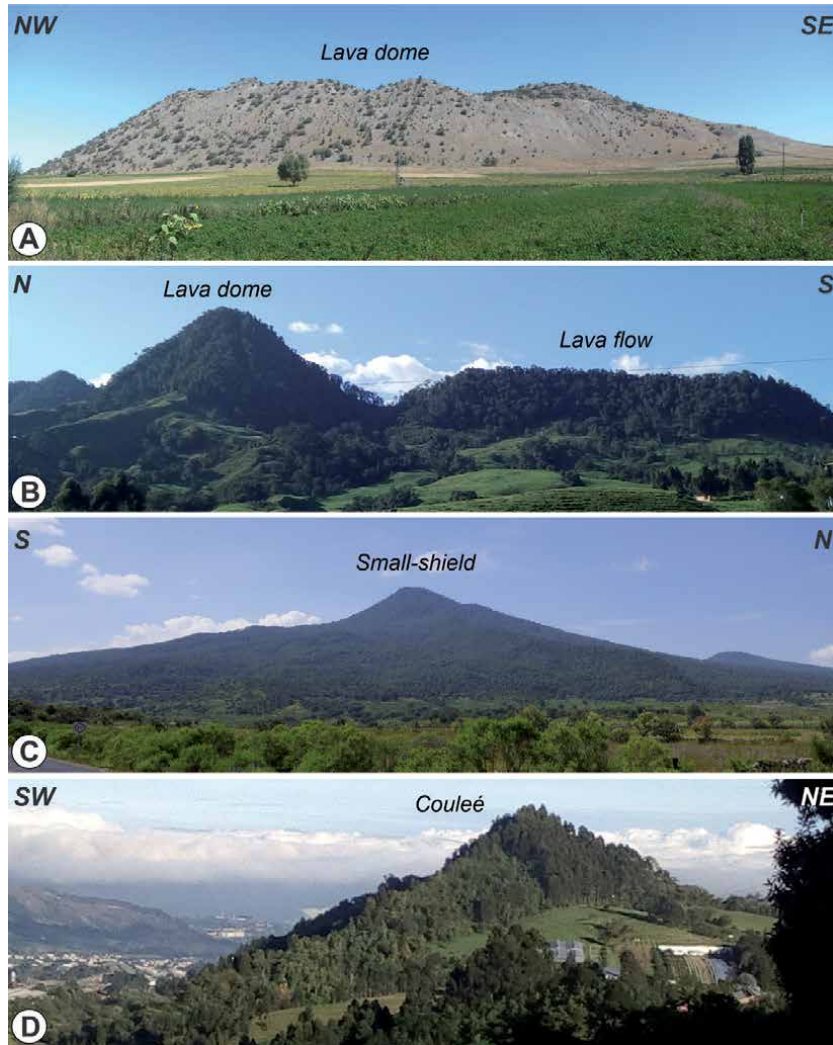 NW
SE
Lava dome
A
N
S
Lava dome
Lava flow
B
S
N
Small-shield
C
SW
NE
Couleé
D